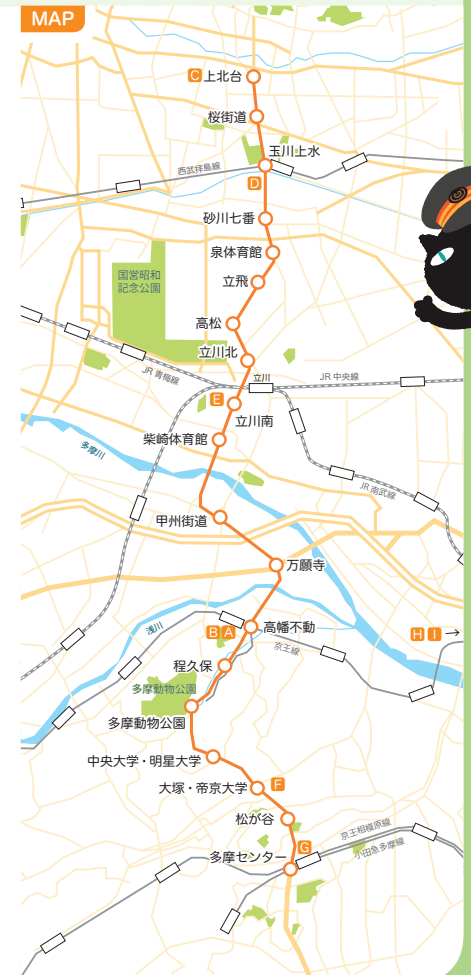 MAP
C 上北台
桜街道
玉川上水
西武拝島線
D
砂川七番
泉体育館
国営昭和
記念公園
立飛
高松
立川北
JR 青梅線
立川
JR 中央線
E
立川南
柴崎体育館
多摩川
JR 南武線
甲州街道
万願寺
浅川
B A
高幡不動
H I →
京王線
程久保
多摩動物公園
多摩動物公園
中央大学・明星大学
大塚・帝京大学
F
松が谷
京王相模原線
G
小田急多摩線
多摩センター